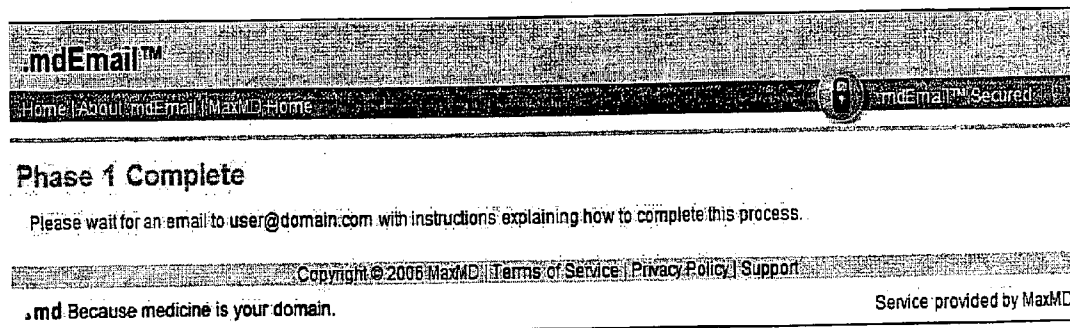 .mdEmail™
Home | About .mdEmail | MaxMD Home
.mdEmail™ Secured
Phase 1 Complete
Please wait for an email to user@domain.com with instructions explaining how to complete this process.
Copyright © 2006 MaxMD | Terms of Service | Privacy Policy | Support
.md Because medicine is your domain.
Service provided by MaxMD